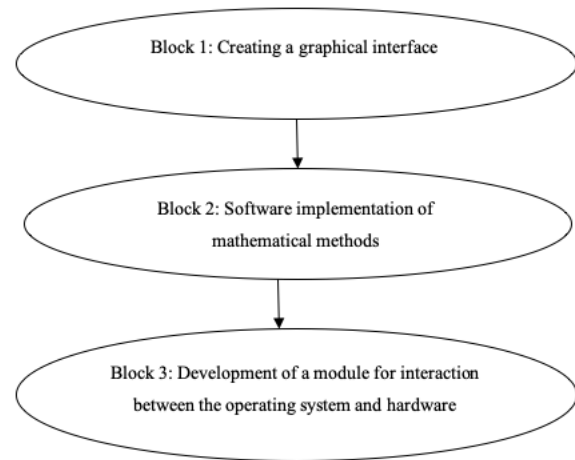 Block 1: Creating a graphical interface
Block 2: Software implementation of
mathematical methods
Block 3: Development of a module for interaction
between the operating system and hardware